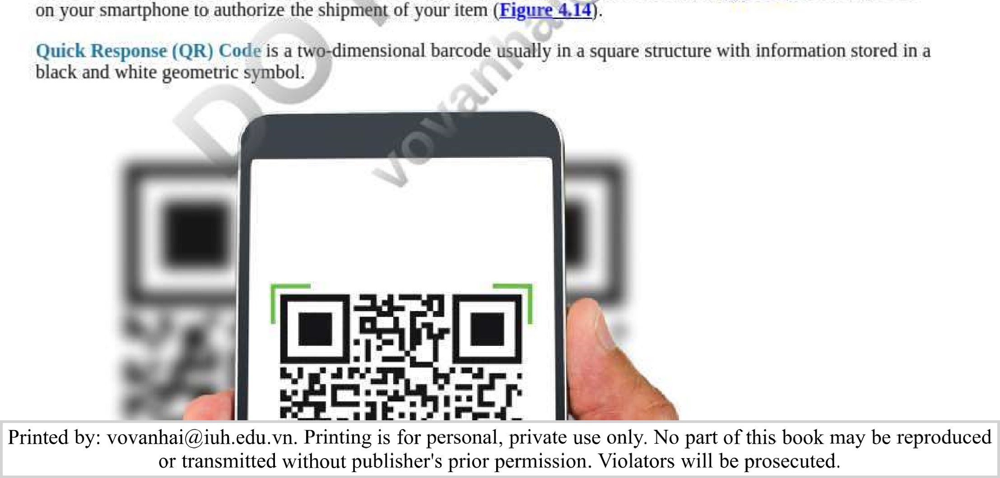 on your smartphone to authorize the shipment of your item (Figure 4.14).
Quick Response (QR) Code is a two-dimensional barcode usually in a square structure with information stored in a
black and white geometric symbol.
DO
vovanha
Printed by: vovanhai@iuh.edu.vn. Printing is for personal, private use only. No part of this book may be reproduced
or transmitted without publisher's prior permission. Violators will be prosecuted.